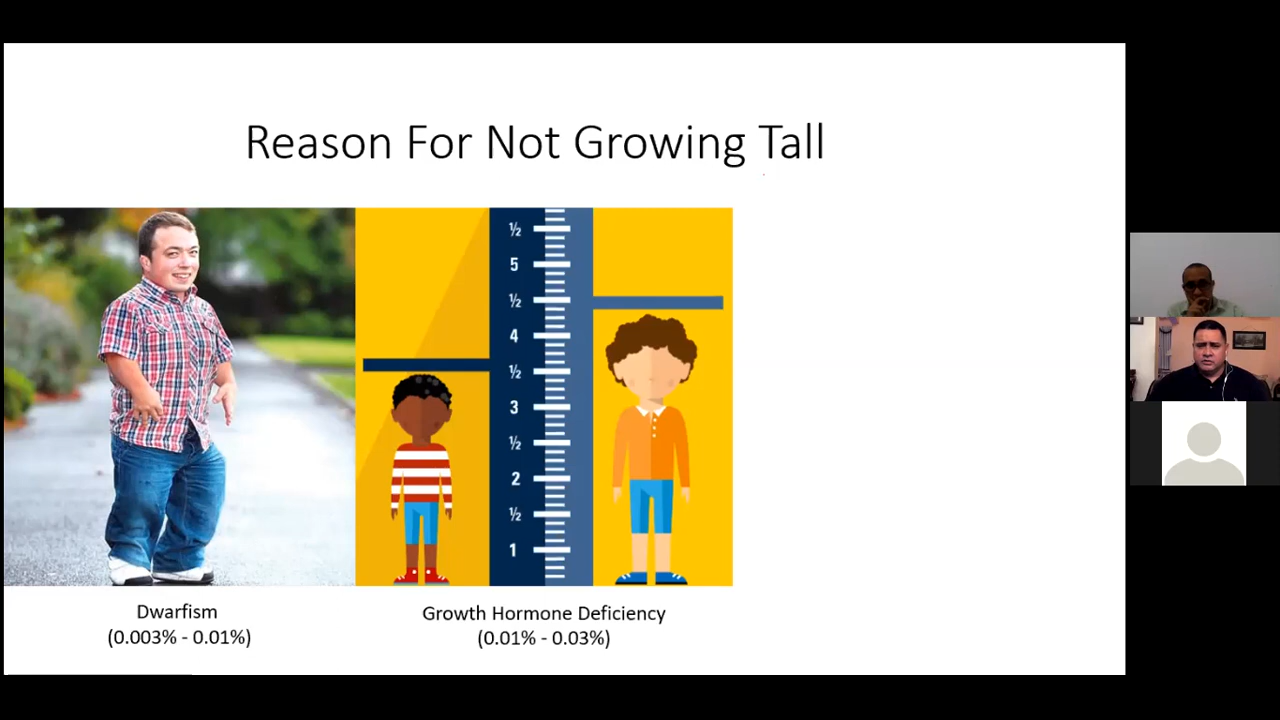 Reason For Not Growing Tall
½
5
½
4
½
3
½
2
½
1
Dwarfism
(0.003% - 0.01%)
Growth Hormone Deficiency
(0.01% - 0.03%)